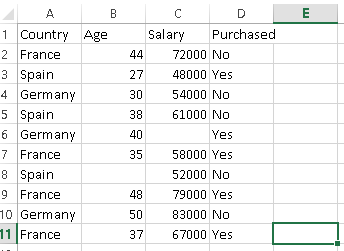 A B C D E
1 Country Age Salary Purchased
2 France 44 72000 No
3 Spain 27 48000 Yes
4 Germany 30 54000 No
5 Spain 38 61000 No
6 Germany 40 Yes
7 France 35 58000 Yes
8 Spain 52000 No
9 France 48 79000 Yes
10 Germany 50 83000 No
11 France 37 67000 Yes